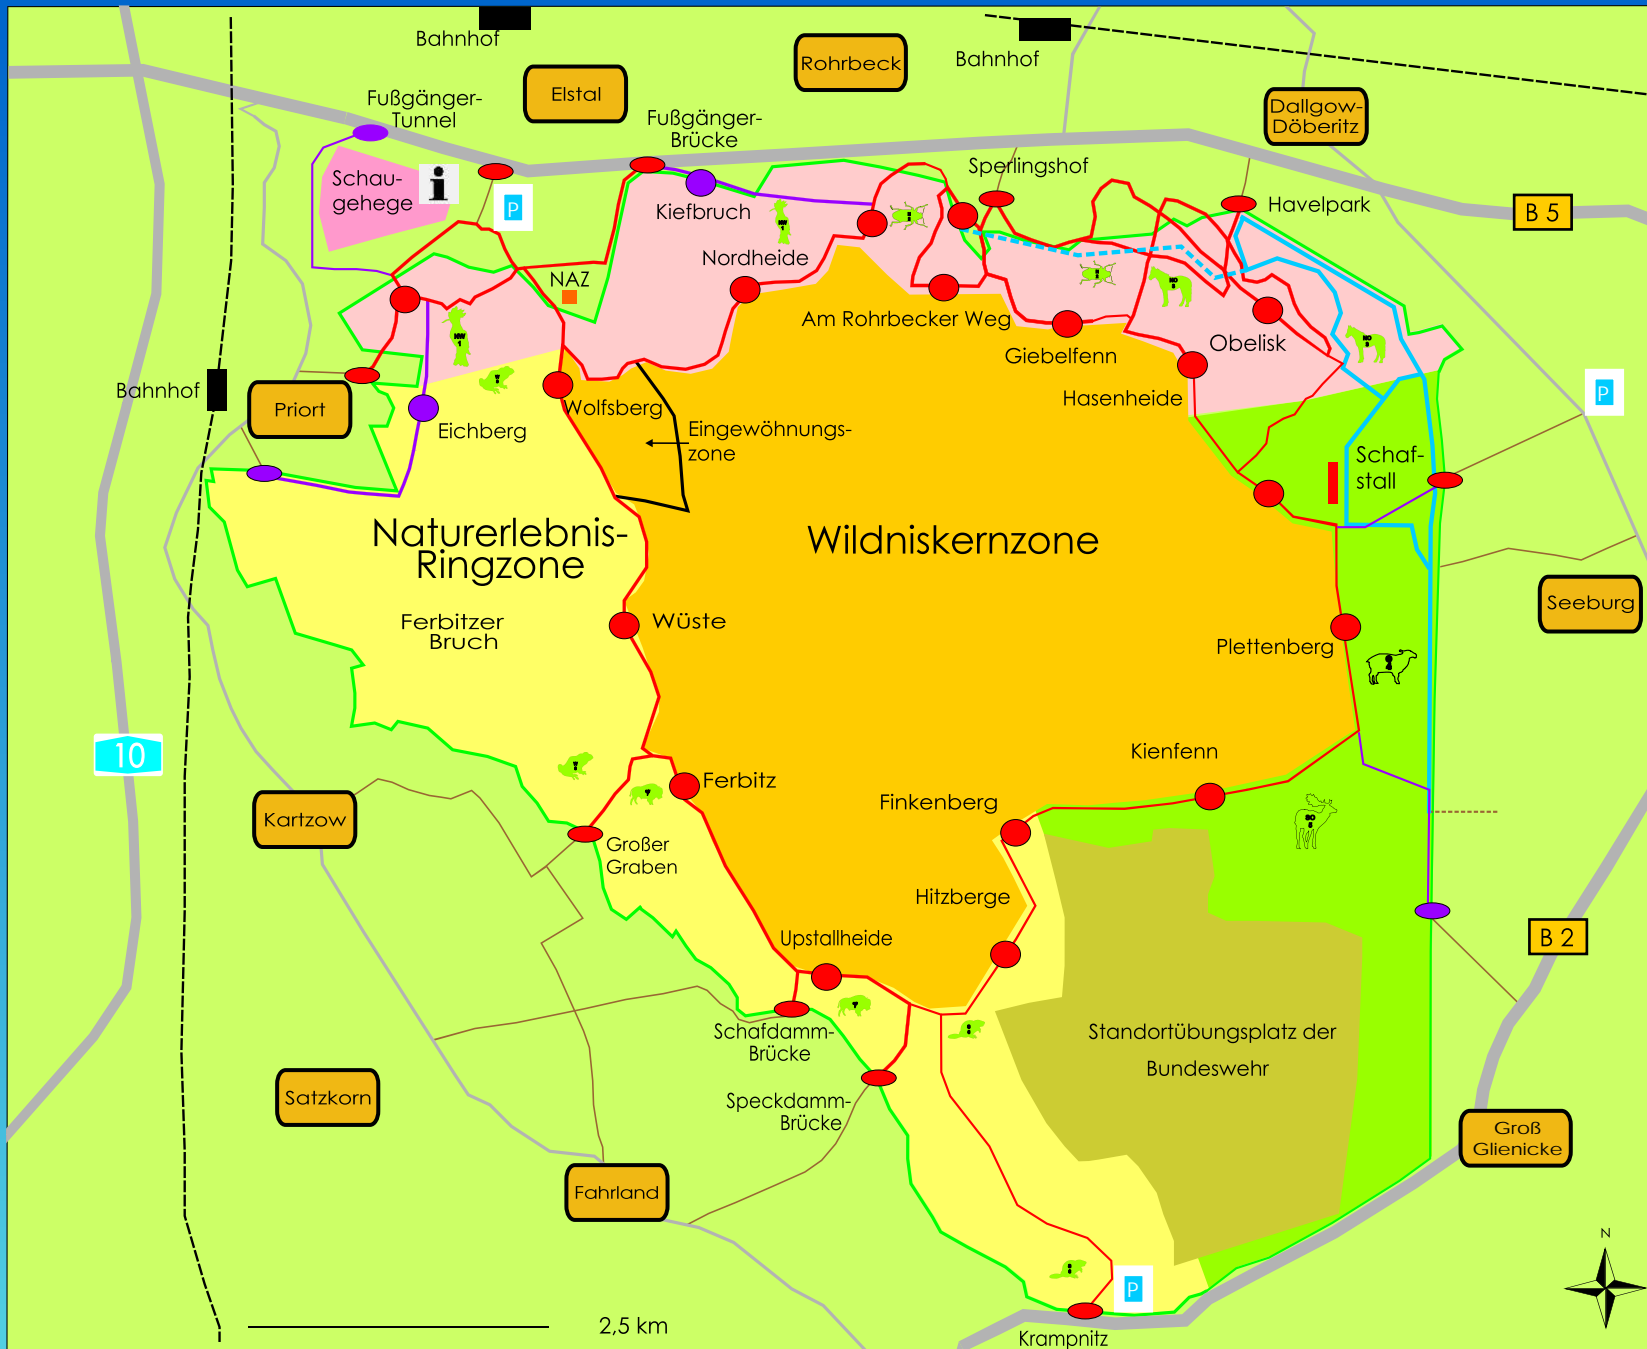 Bahnhof
Bahnhof
Rohrbeck
Elstal
Fußgänger-
Tunnel
Fußgänger-
Brücke
Dallgow-
Döberitz
Sperlingshof
Schau-
gehege
i
P
Kiefbruch
Havelpark
B 5
Nordheide
NAZ
Am Rohrbecker Weg
Giebelfenn
Obelisk
Hasenheide
Bahnhof
Priort
Wolfsberg
Eichberg
Eingewöhnungs-
zone
P
Schaf-
stall
Naturerlebnis-
Ringzone
Wildniskernzone
Ferbitzer
Bruch
Wüste
Seeburg
Plettenberg
10
Kienfenn
Ferbitz
Finkenberg
Kartzow
Großer
Graben
Hitzberge
Upstallheide
B 2
Schafdamm-
Brücke
Standortübungsplatz der
Bundeswehr
Satzkorn
Speckdamm-
Brücke
Groß
Glienicke
Fahrland
N
P
2,5 km
Krampnitz